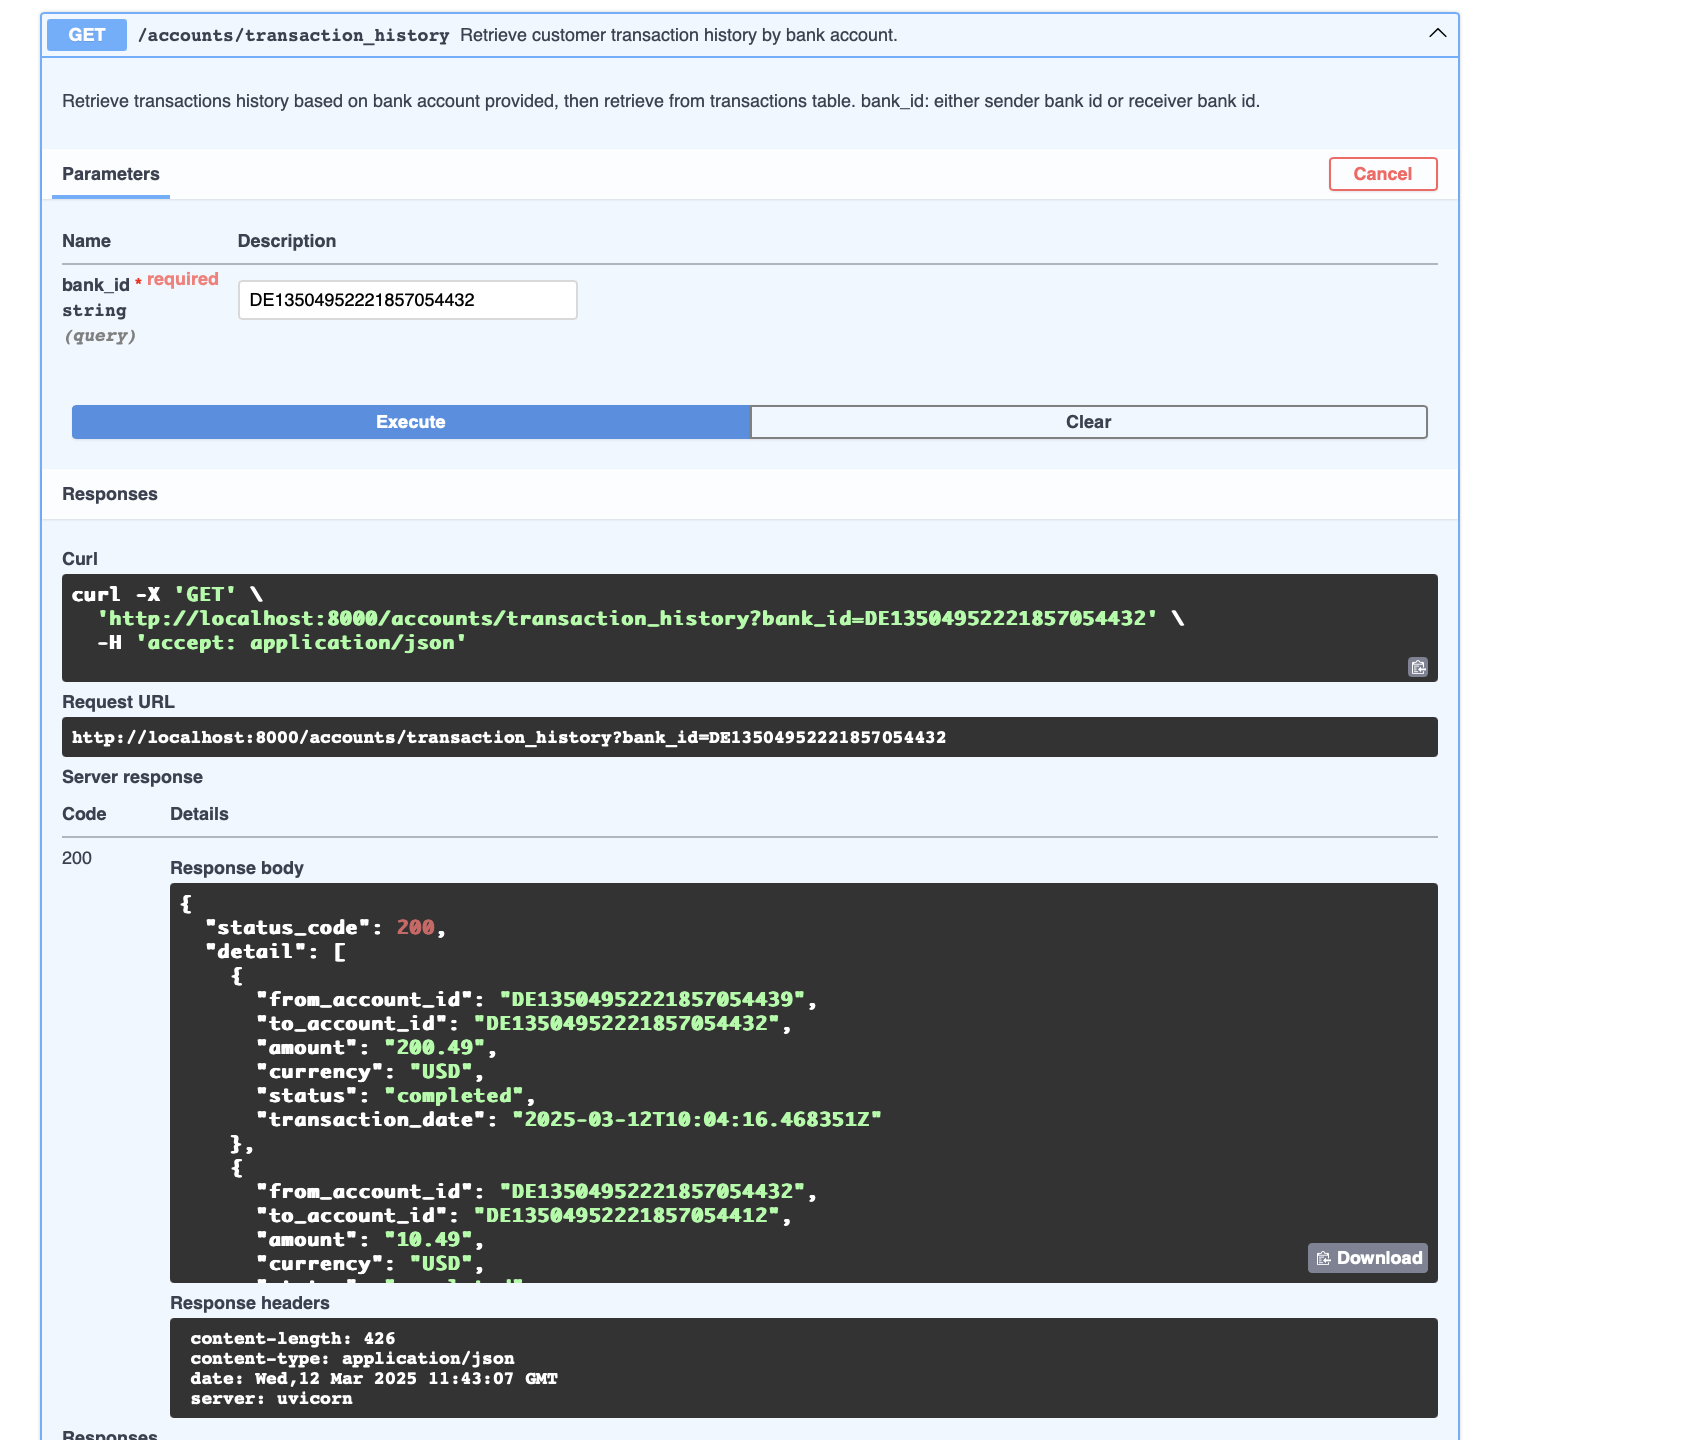 GET /accounts/transaction_history Retrieve customer transaction history by bank account.
Retrieve transactions history based on bank account provided, then retrieve from transactions table. bank_id: either sender bank id or receiver bank id.
Parameters
Cancel
Name Description
bank_id * required
string
(query)
DE13504952221857054432
Execute Clear
Responses
Curl
curl -X 'GET' \
'http://localhost:8000/accounts/transaction_history?bank_id=DE13504952221857054432' \
-H 'accept: application/json'
Request URL
http://localhost:8000/accounts/transaction_history?bank_id=DE13504952221857054432
Server response
Code Details
200
Response body
{
"status_code": 200,
"detail": [
{
"from_account_id": "DE13504952221857054439",
"to_account_id": "DE13504952221857054432",
"amount": "200.49",
"currency": "USD",
"status": "completed",
"transaction_date": "2025-03-12T10:04:16.468351Z"
},
{
"from_account_id": "DE13504952221857054432",
"to_account_id": "DE13504952221857054412",
"amount": "10.49",
"currency": "USD",
Download
Response headers
content-length: 426
content-type: application/json
date: Wed,12 Mar 2025 11:43:07 GMT
server: uvicorn
Responses